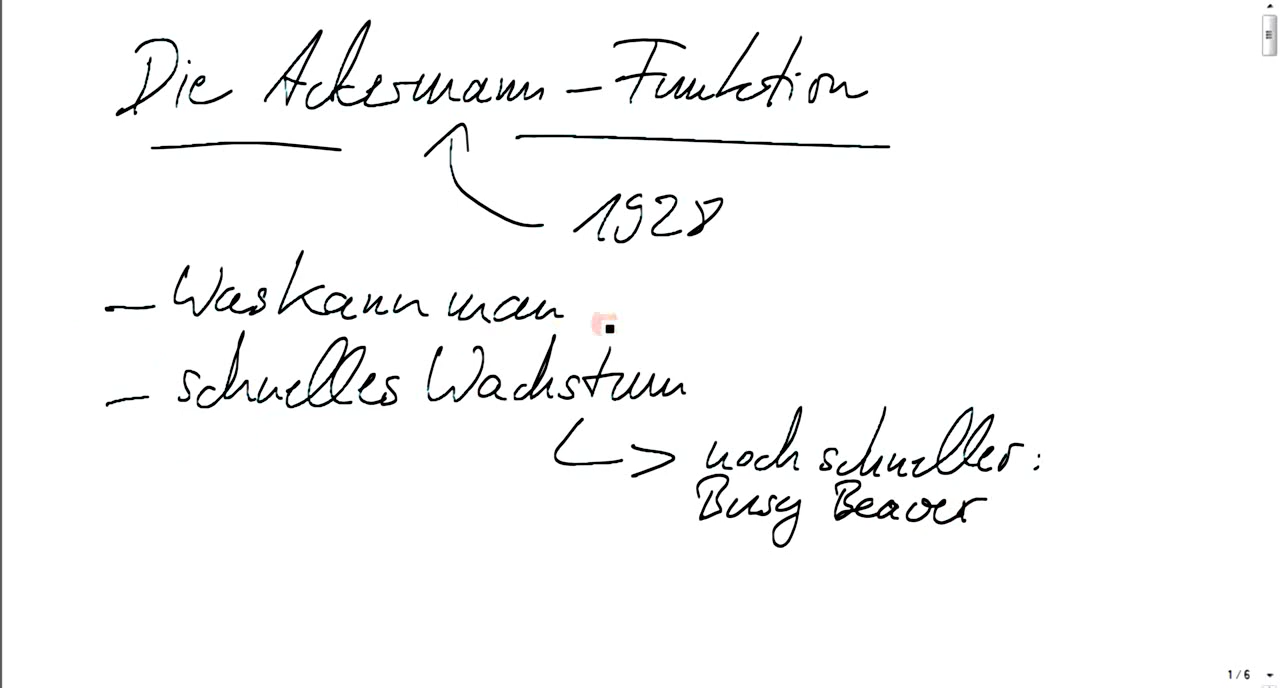 Die Ackermann-Funktion
1928
- Was kann man
- schnelles Wachstum
↳ noch schneller:
Busy Beaver
1/6